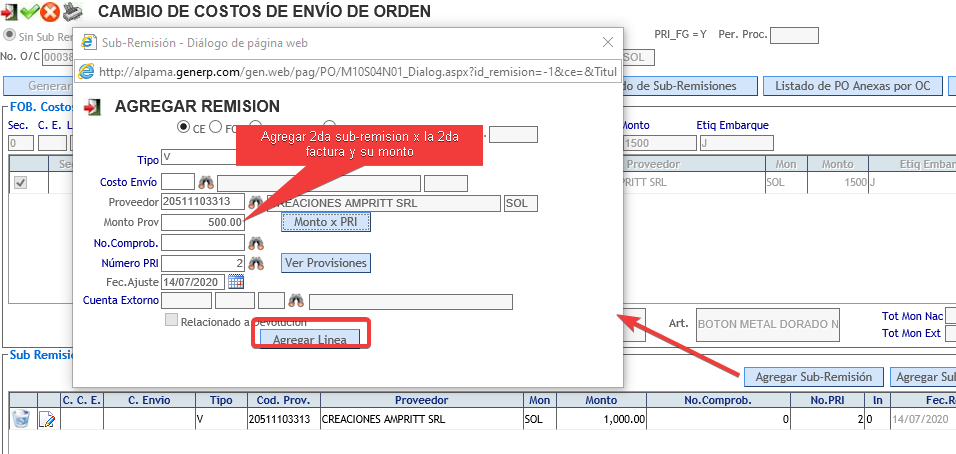 CAMBIO DE COSTOS DE ENVÍO DE ORDEN
Sin Sub
PRI_FG = Y Per. Proc.
No. O/C
SOL
Generar
do de Sub-Remisiones
Listado de PO Anexas por OC
FOB. Costos
Sec. C. E.
Monto Etiq Embarque
0
1500 J
Proveedor Mon Monto Etiq Embar
PRITT SRL SOL 1500 J
Sub-Remisión - Diálogo de página web
http://alpama.generp.com/gen.web/pag/PO/M10S04N01_Dialog.aspx?id_remision=-1&ce=&Titul
AGREGAR REMISION
CE
Agregar 2da sub-remision x la 2da
factura y su monto
Tipo V
Costo Envío
Proveedor 20511103313 CREACIONES AMPRITT SRL SOL
Monto Prov 500.00 Monto x PRI
No.Comprob.
Número PRI 2 Ver Provisiones
Fec.Ajuste 14/07/2020
Cuenta Extorno
Relacionado a Devolucion
Agregar Linea
Art. BOTON METAL DORADO N
Tot Mon Nac
Tot Mon Ext
Sub Remisi
Agregar Sub-Remisión
Agregar Sub
C. C. E. C. Envio Tipo Cod. Prov. Proveedor Mon Monto No.Comprob. No.PRI In Fec.R
V 20511103313 CREACIONES AMPRITT SRL SOL 1,000.00 0 2 0 14/07/2020